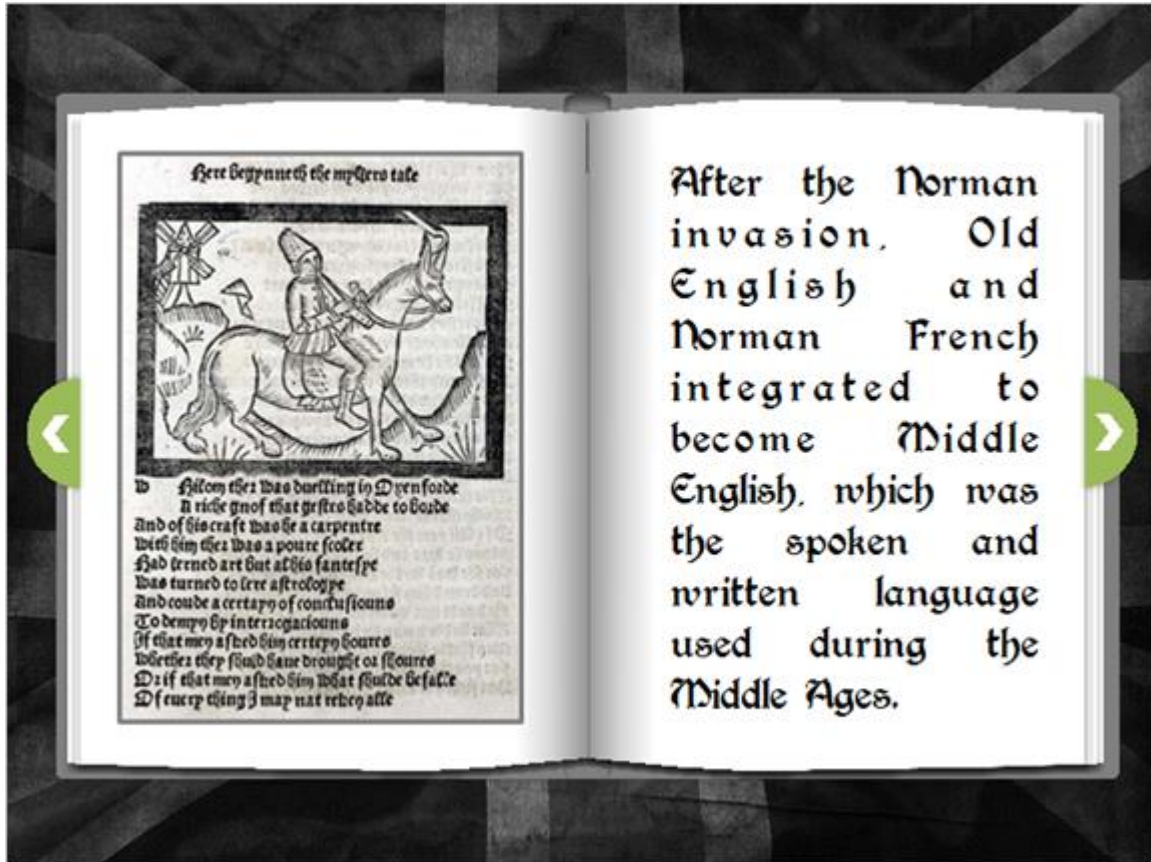 Here begynneth the myllers tale
W Hilom ther was duelling in Oxenforde
A riche gnof that gestes hadde to borde
And of his craft was he a carpentre
With him ther was a poure scoler
Had lerned art but al his fantesye
Was turned to lere astrologye
And coude a certayn of conclusiouns
To demyn by interrogaciouns
If that men asked him certeyn houres
Whether they shuld haue drought or shoures
Or if that men asked him what shulde befalle
Of euery thing I may nat reken alle
After the Norman
invasion, Old
English and
Norman French
integrated to
become Middle
English, which was
the spoken and
written language
used during the
Middle Ages.